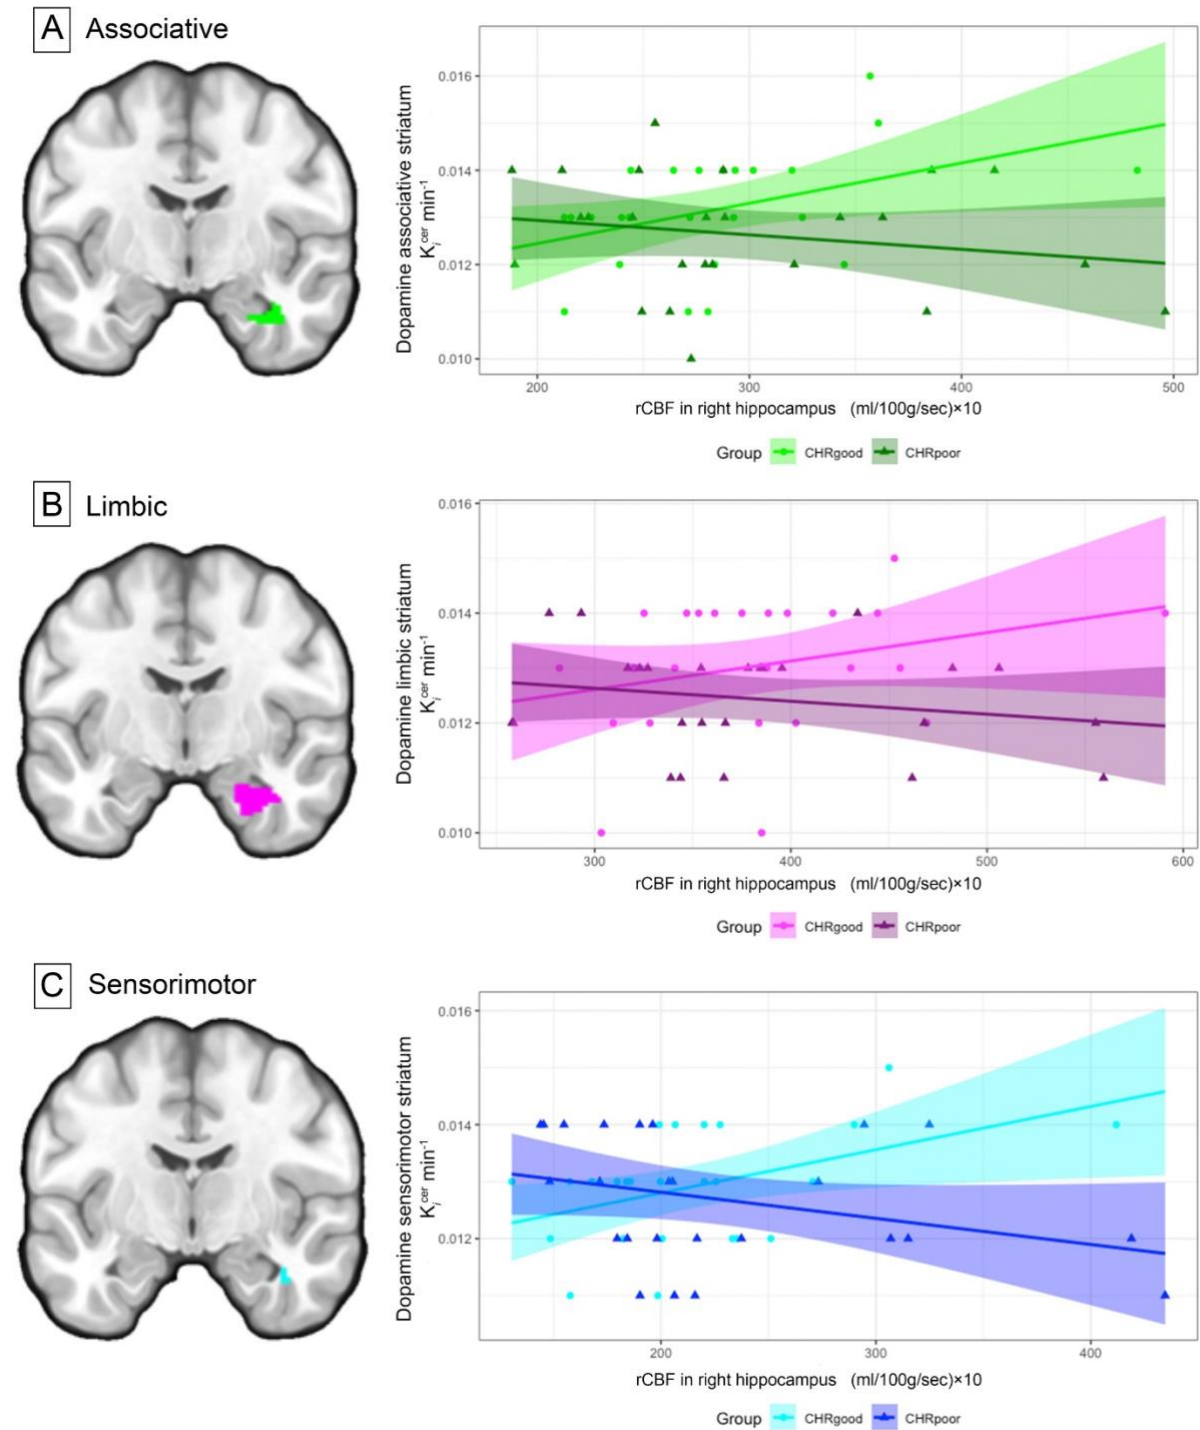 A Associative
Dopamine associative striatum
K_i^cer min⁻¹
0.016
0.014
0.012
0.010
200 300 400 500
rCBF in right hippocampus (ml/100g/sec)×10
Group CHRgood CHRpoor
B Limbic
Dopamine limbic striatum
K_i^cer min⁻¹
0.016
0.014
0.012
0.010
300 400 500 600
rCBF in right hippocampus (ml/100g/sec)×10
Group CHRgood CHRpoor
C Sensorimotor
Dopamine sensorimotor striatum
K_i^cer min⁻¹
0.016
0.014
0.012
200 300 400
rCBF in right hippocampus (ml/100g/sec)×10
Group CHRgood CHRpoor